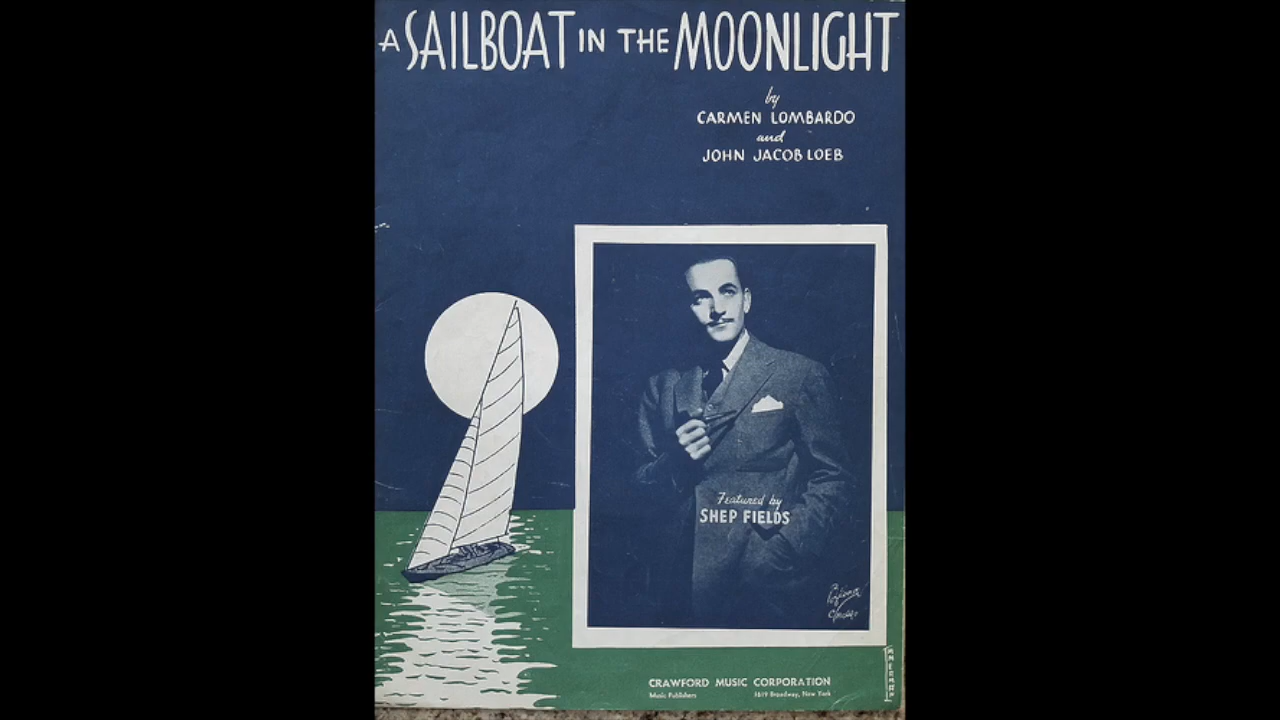 A SAILBOAT IN THE MOONLIGHT
by
CARMEN LOMBARDO
and
JOHN JACOB LOEB
Featured by
SHEP FIELDS
CRAWFORD MUSIC CORPORATION
Music Publishers 1619 Broadway, New York